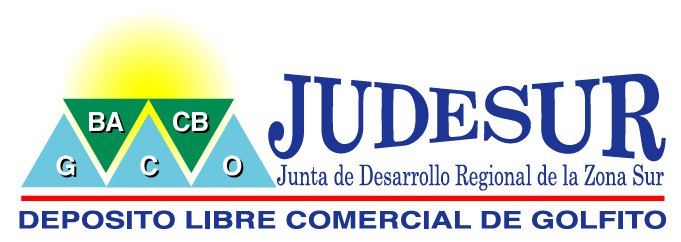 BA CB
G C O
JUDESUR
Junta de Desarrollo Regional de la Zona Sur
DEPOSITO LIBRE COMERCIAL DE GOLFITO